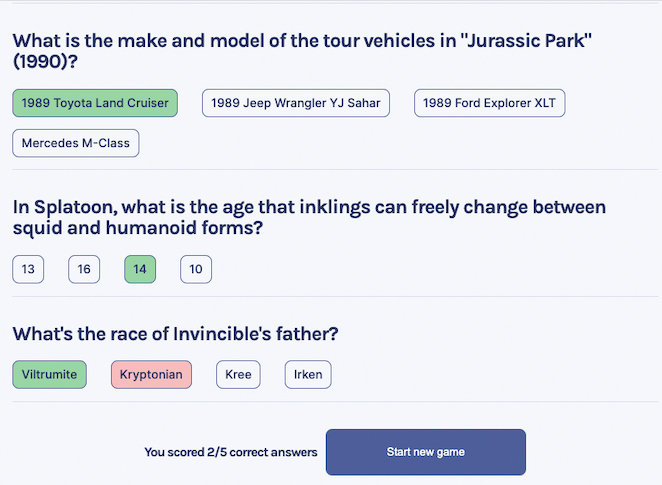 What is the make and model of the tour vehicles in "Jurassic Park"
(1990)?
1989 Toyota Land Cruiser
1989 Jeep Wrangler YJ Sahar
1989 Ford Explorer XLT
Mercedes M-Class
In Splatoon, what is the age that inklings can freely change between
squid and humanoid forms?
13
16
14
10
What's the race of Invincible's father?
Viltrumite
Kryptonian
Kree
Irken
You scored 2/5 correct answers
Start new game